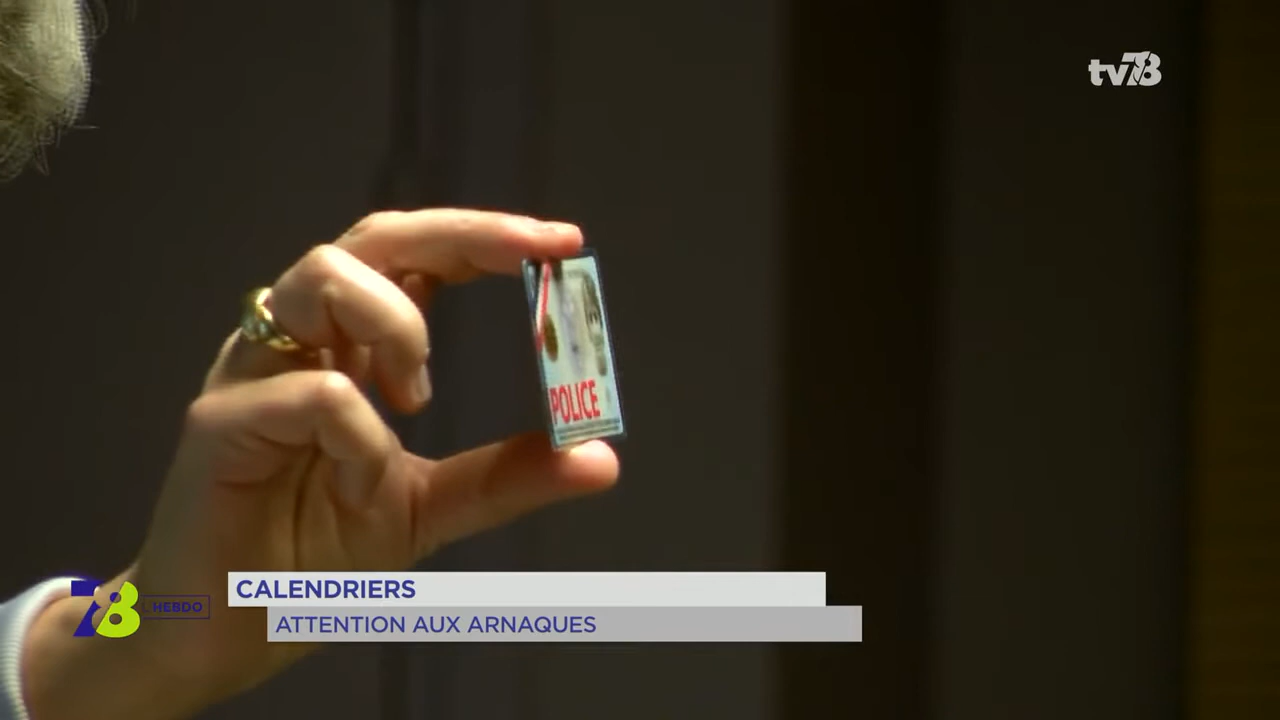 tv78
POLICE
CALENDRIERS
78 L'HEBDO
ATTENTION AUX ARNAQUES